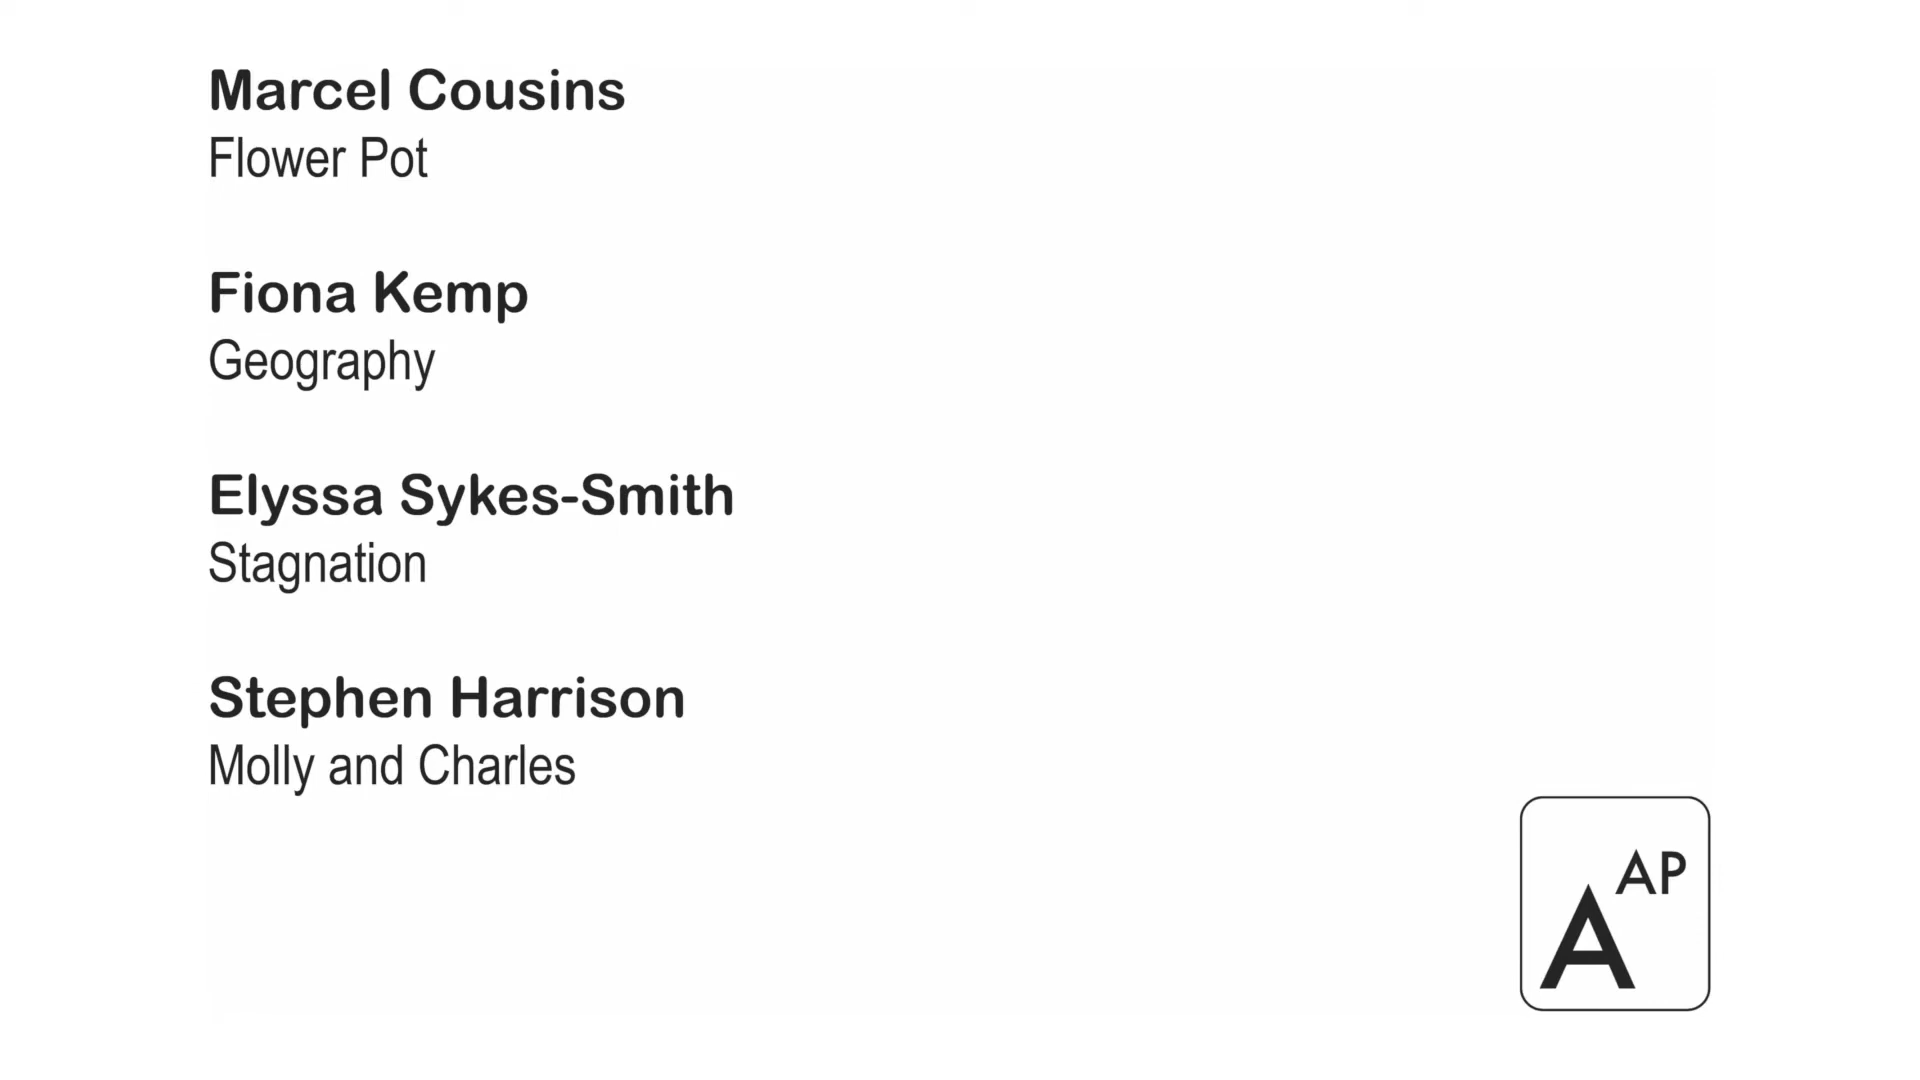 Marcel Cousins
Flower Pot
Fiona Kemp
Geography
Elyssa Sykes-Smith
Stagnation
Stephen Harrison
Molly and Charles
AP
A